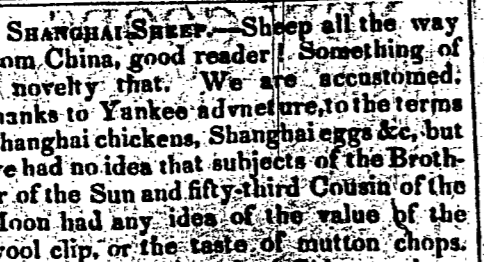 SHANGHAI SHEEP.—Sheep all the way
om China, good reader! Something of
novelty that. We are accustomed.
anks to Yankee advneture, to the terms
hanghai chickens, Shanghai eggs &c, but
e had no idea that subjects of the Broth-
r of the Sun and fifty-third Cousin of the
Moon had any idea of the value of the
ool clip, or the taste of mutton chops.